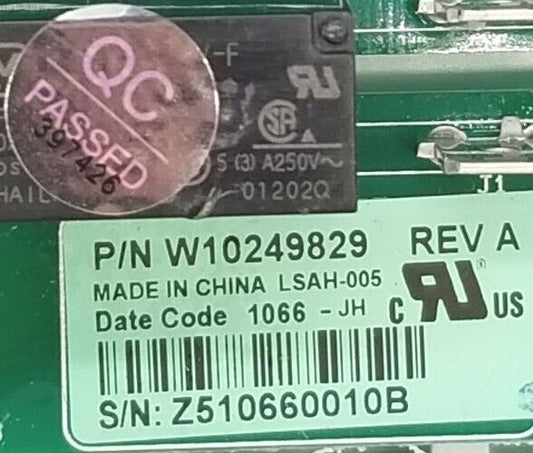 -F
QC
PASSED
397426
5 (3) A250V~
01202Q
J1
P/N W10249829 REV A
MADE IN CHINA LSAH-005
Date Code 1066 - JH
C RU US
S/N: Z510660010B